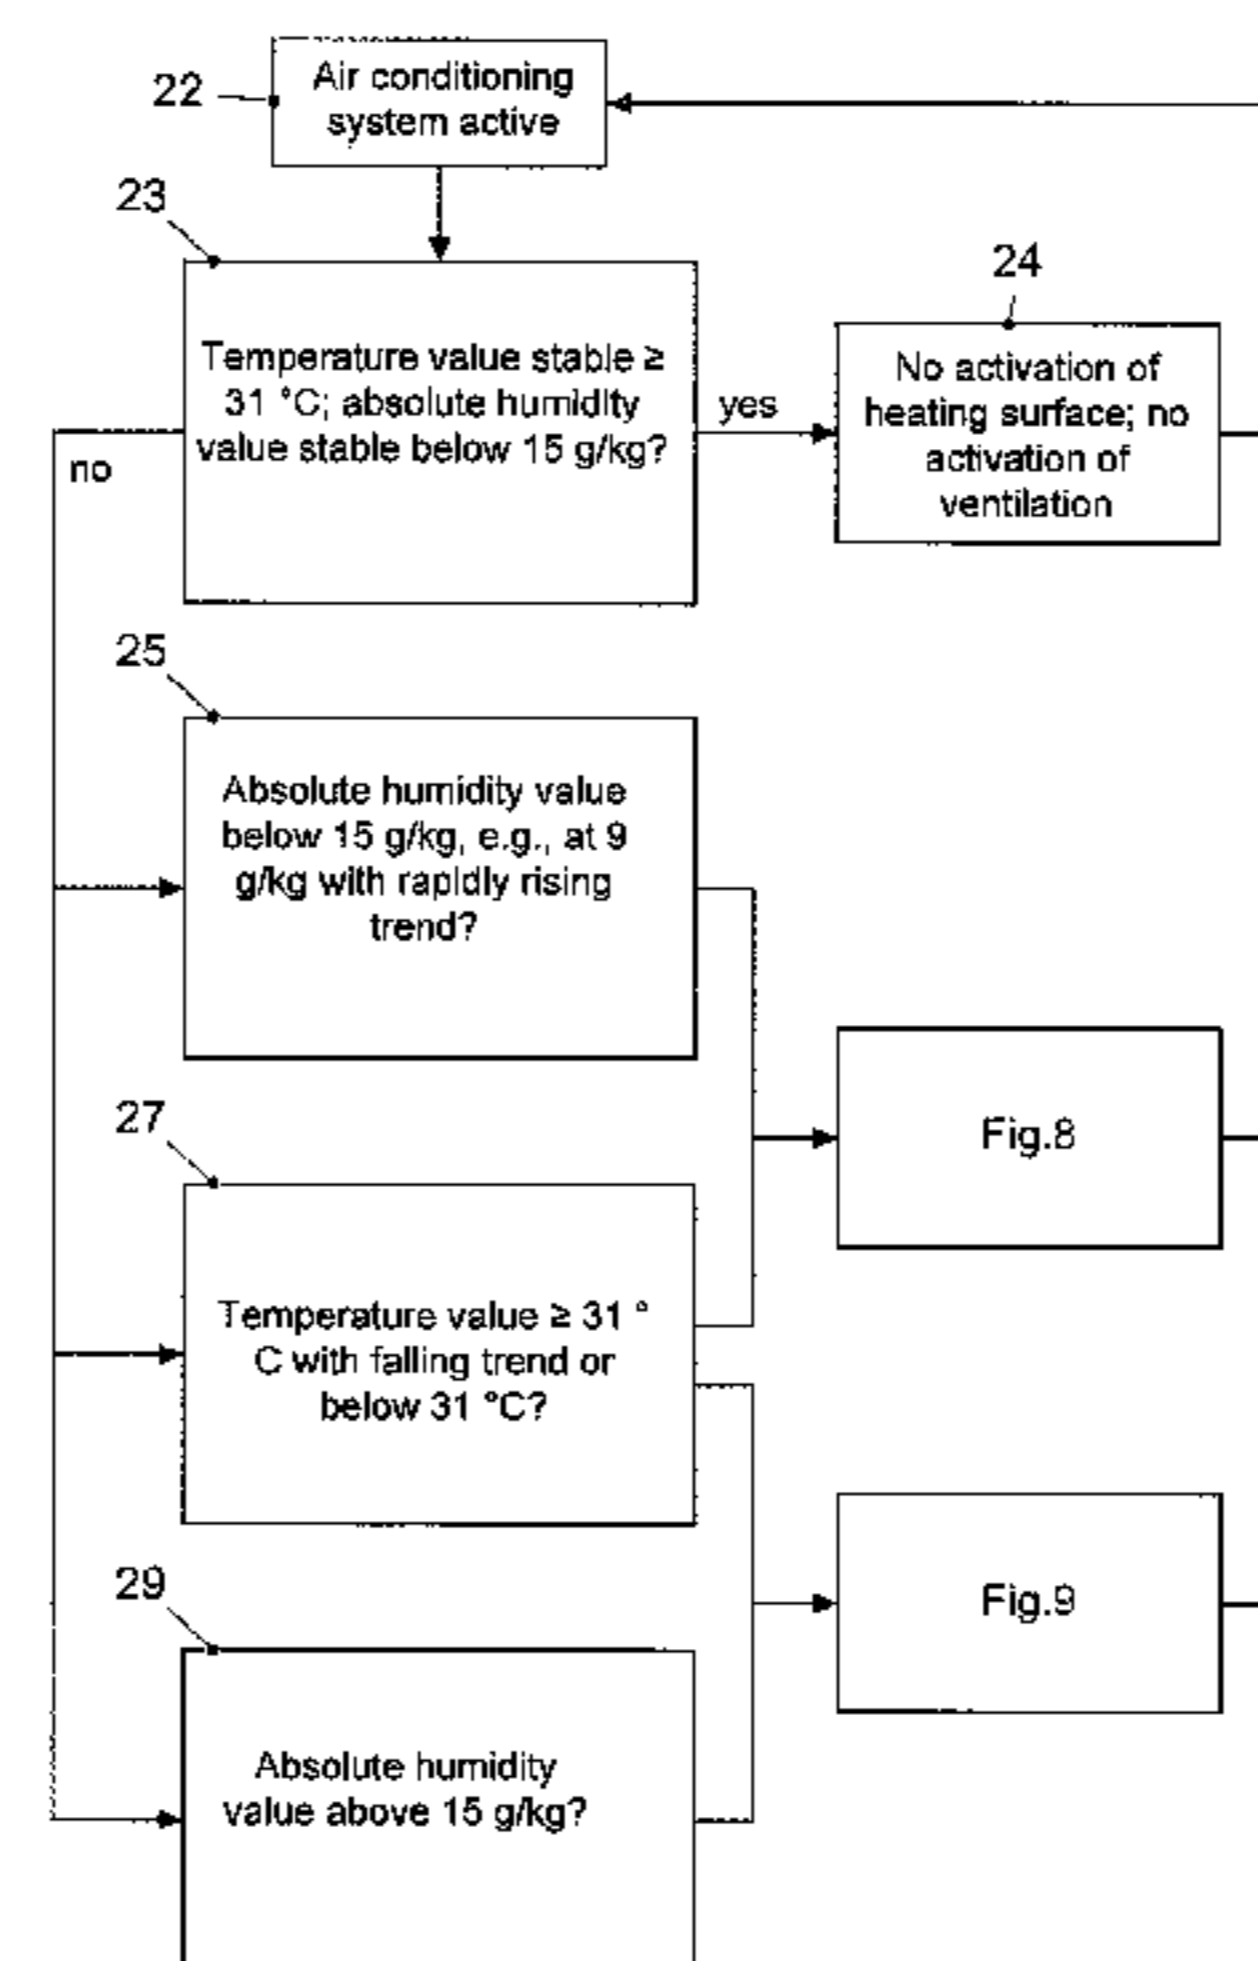 22
Air conditioning
system active
23
Temperature value stable ≥
31 °C; absolute humidity
value stable below 15 g/kg?
yes
no
24
No activation of
heating surface; no
activation of
ventilation
25
Absolute humidity value
below 15 g/kg, e.g., at 9
g/kg with rapidly rising
trend?
Fig.8
27
Temperature value ≥ 31 °
C with falling trend or
below 31 °C?
Fig.9
29
Absolute humidity
value above 15 g/kg?